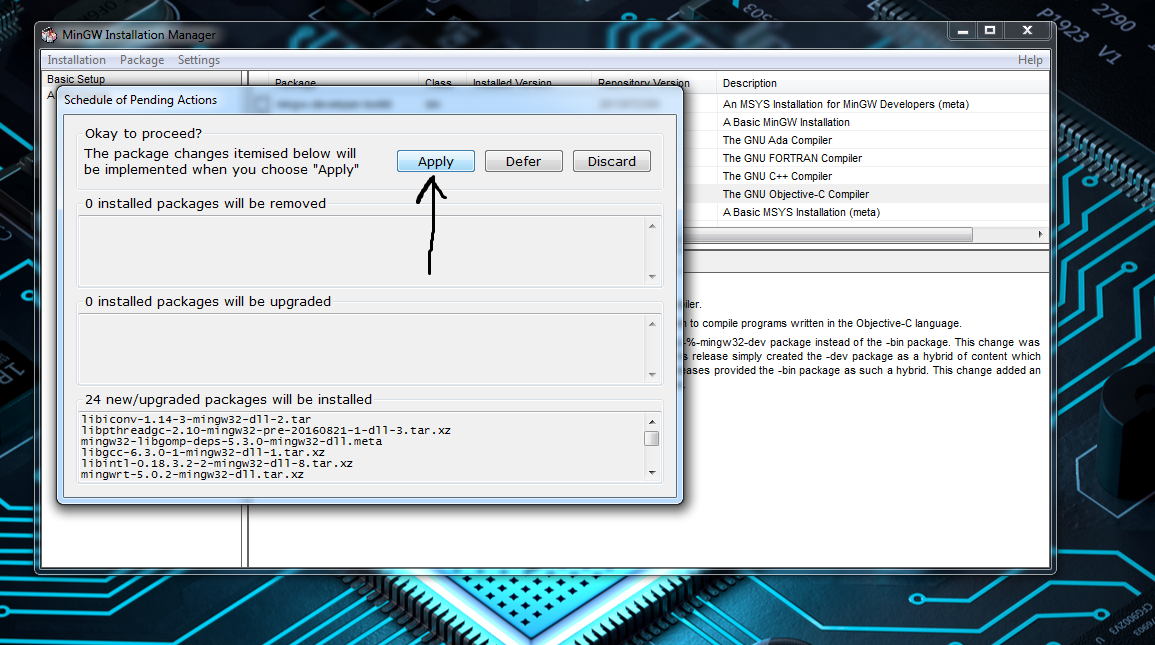 2790
P1923 V1
MinGW Installation Manager
Installation Package Settings Help
Basic Setup
Package Class Installed Version Repository Version Description
Schedule of Pending Actions
An MSYS Installation for MinGW Developers (meta)
A Basic MinGW Installation
The GNU Ada Compiler
The GNU FORTRAN Compiler
The GNU C++ Compiler
The GNU Objective-C Compiler
A Basic MSYS Installation (meta)
Okay to proceed?
The package changes itemised below will
be implemented when you choose "Apply"
Apply Defer Discard
0 installed packages will be removed
0 installed packages will be upgraded
24 new/upgraded packages will be installed
libiconv-1.14-3-mingw32-dll-2.tar
libpthreadgc-2.10-mingw32-pre-20160821-1-dll-3.tar.xz
mingw32-libgomp-deps-5.3.0-mingw32-dll.meta
libgcc-6.3.0-1-mingw32-dll-1.tar.xz
libintl-0.18.3.2-2-mingw32-dll-8.tar.xz
mingwrt-5.0.2-mingw32-dll.tar.xz
iler.
to compile programs written in the Objective-C language.
-%-mingw32-dev package instead of the -bin package. This change was
release simply created the -dev package as a hybrid of content which
eases provided the -bin package as such a hybrid. This change added an